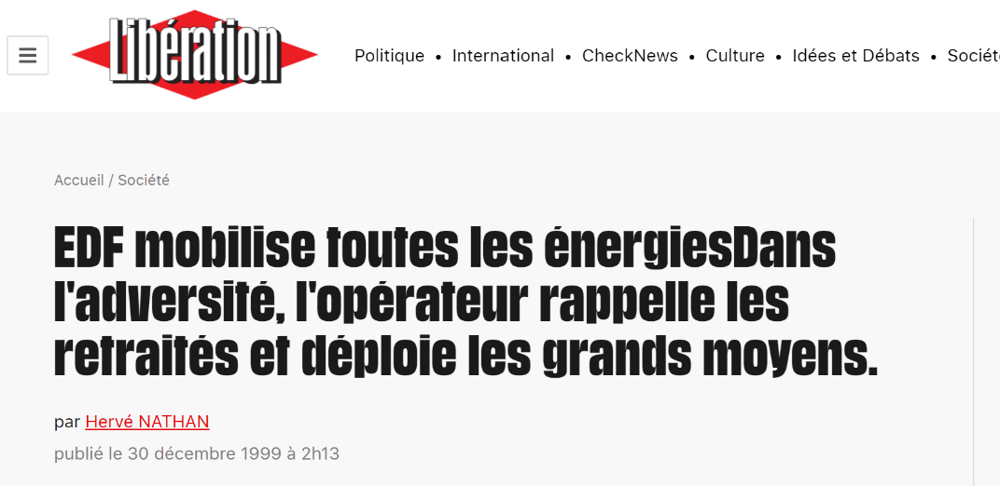 Libération
Politique • International • CheckNews • Culture • Idées et Débats • Société
Accueil / Société
EDF mobilise toutes les énergiesDans
l'adversité, l'opérateur rappelle les
retraités et déploie les grands moyens.
par Hervé NATHAN
publié le 30 décembre 1999 à 2h13